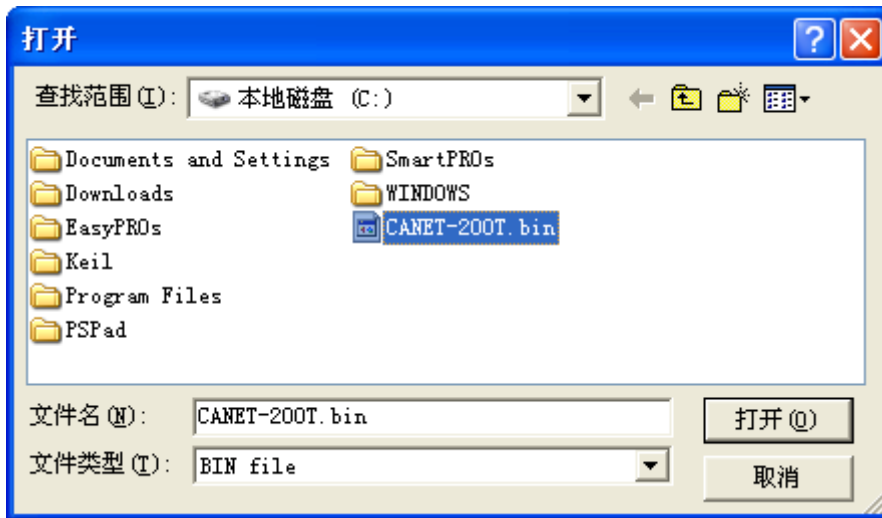 打开
查找范围(I): 本地磁盘 (C:)
Documents and Settings
Downloads
EasyPROs
Keil
Program Files
PSPad
SmartPROs
WINDOWS
CANET-200T.bin
文件名(N): CANET-200T.bin
打开(O)
文件类型(T): BIN file
取消